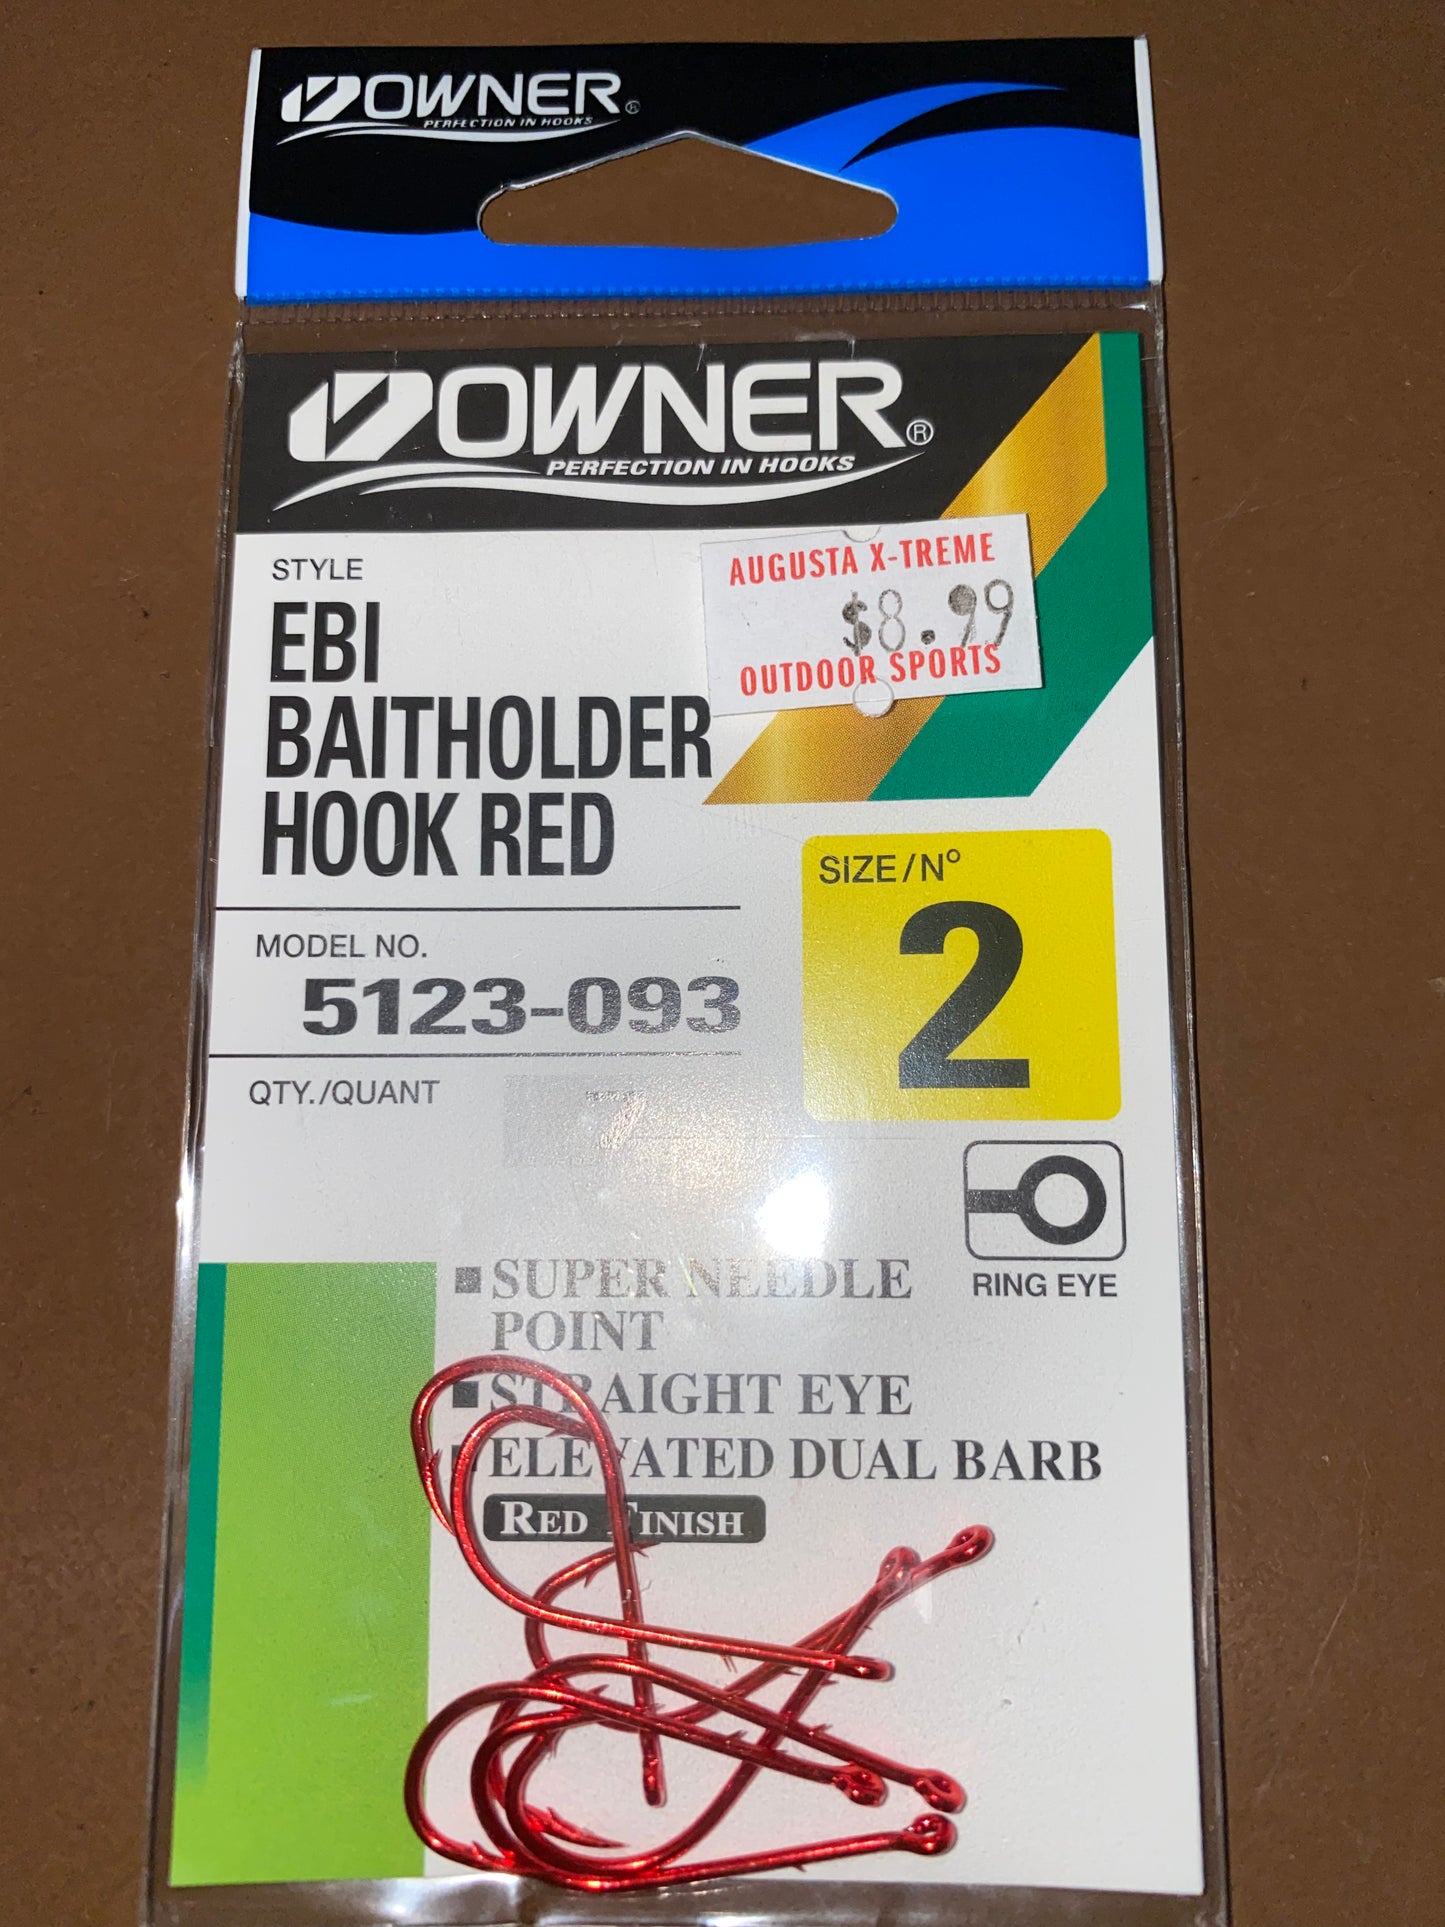 OWNER®
PERFECTION IN HOOKS
OWNER®
PERFECTION IN HOOKS
STYLE
EBI
BAITHOLDER
HOOK RED
AUGUSTA X-TREME
$8.99
OUTDOOR SPORTS
SIZE/Nº
2
MODEL NO.
5123-093
QTY./QUANT
RING EYE
■ SUPER NEEDLE
POINT
■ STRAIGHT EYE
■ ELEVATED DUAL BARB
RED FINISH